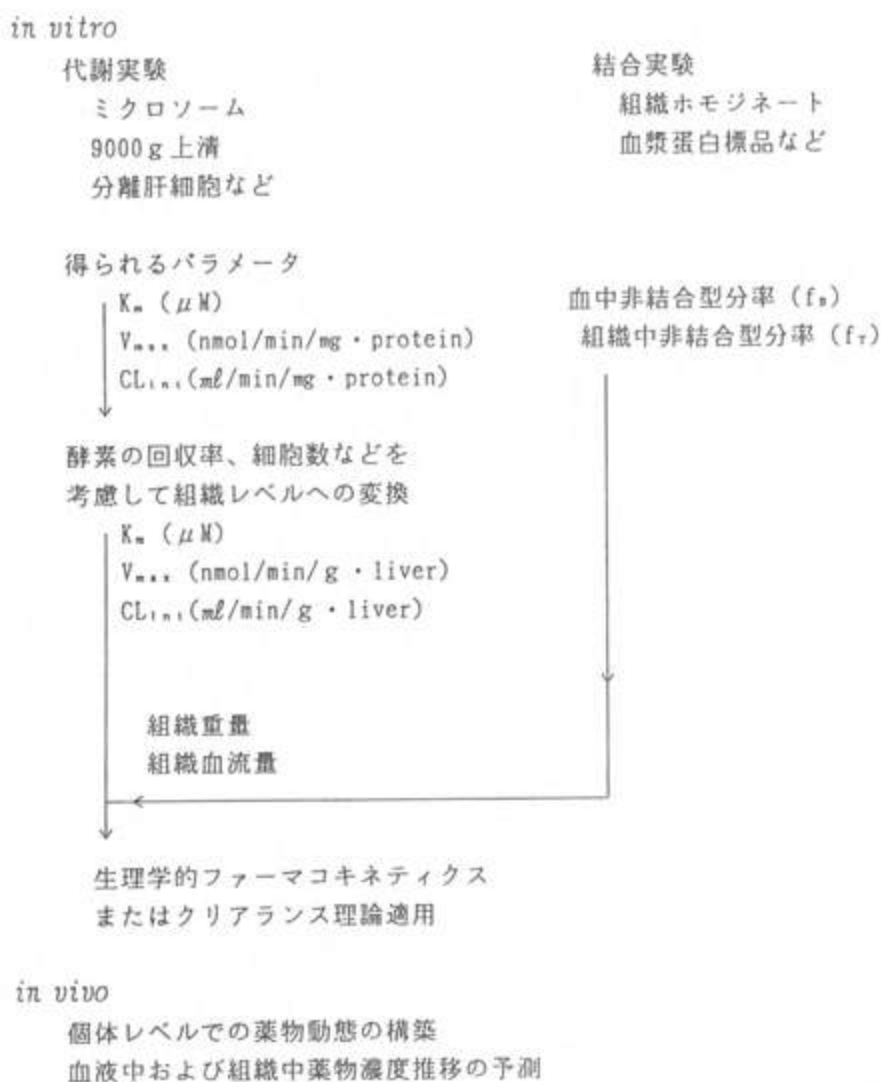 in vitro
代謝実験
ミクロソーム
9000g上清
分離肝細胞など
結合実験
組織ホモジネート
血漿蛋白標品など
得られるパラメータ
Km (μM)
Vmax (nmol/min/mg・protein)
CLint(mℓ/min/mg・protein)
血中非結合型分率 (fB)
組織中非結合型分率 (fT)
酵素の回収率、細胞数などを
考慮して組織レベルへの変換
Km (μM)
Vmax (nmol/min/g・liver)
CLint(mℓ/min/g・liver)
組織重量
組織血流量
生理学的ファーマコキネティクス
またはクリアランス理論適用
in vivo
個体レベルでの薬物動態の構築
血液中および組織中薬物濃度推移の予測